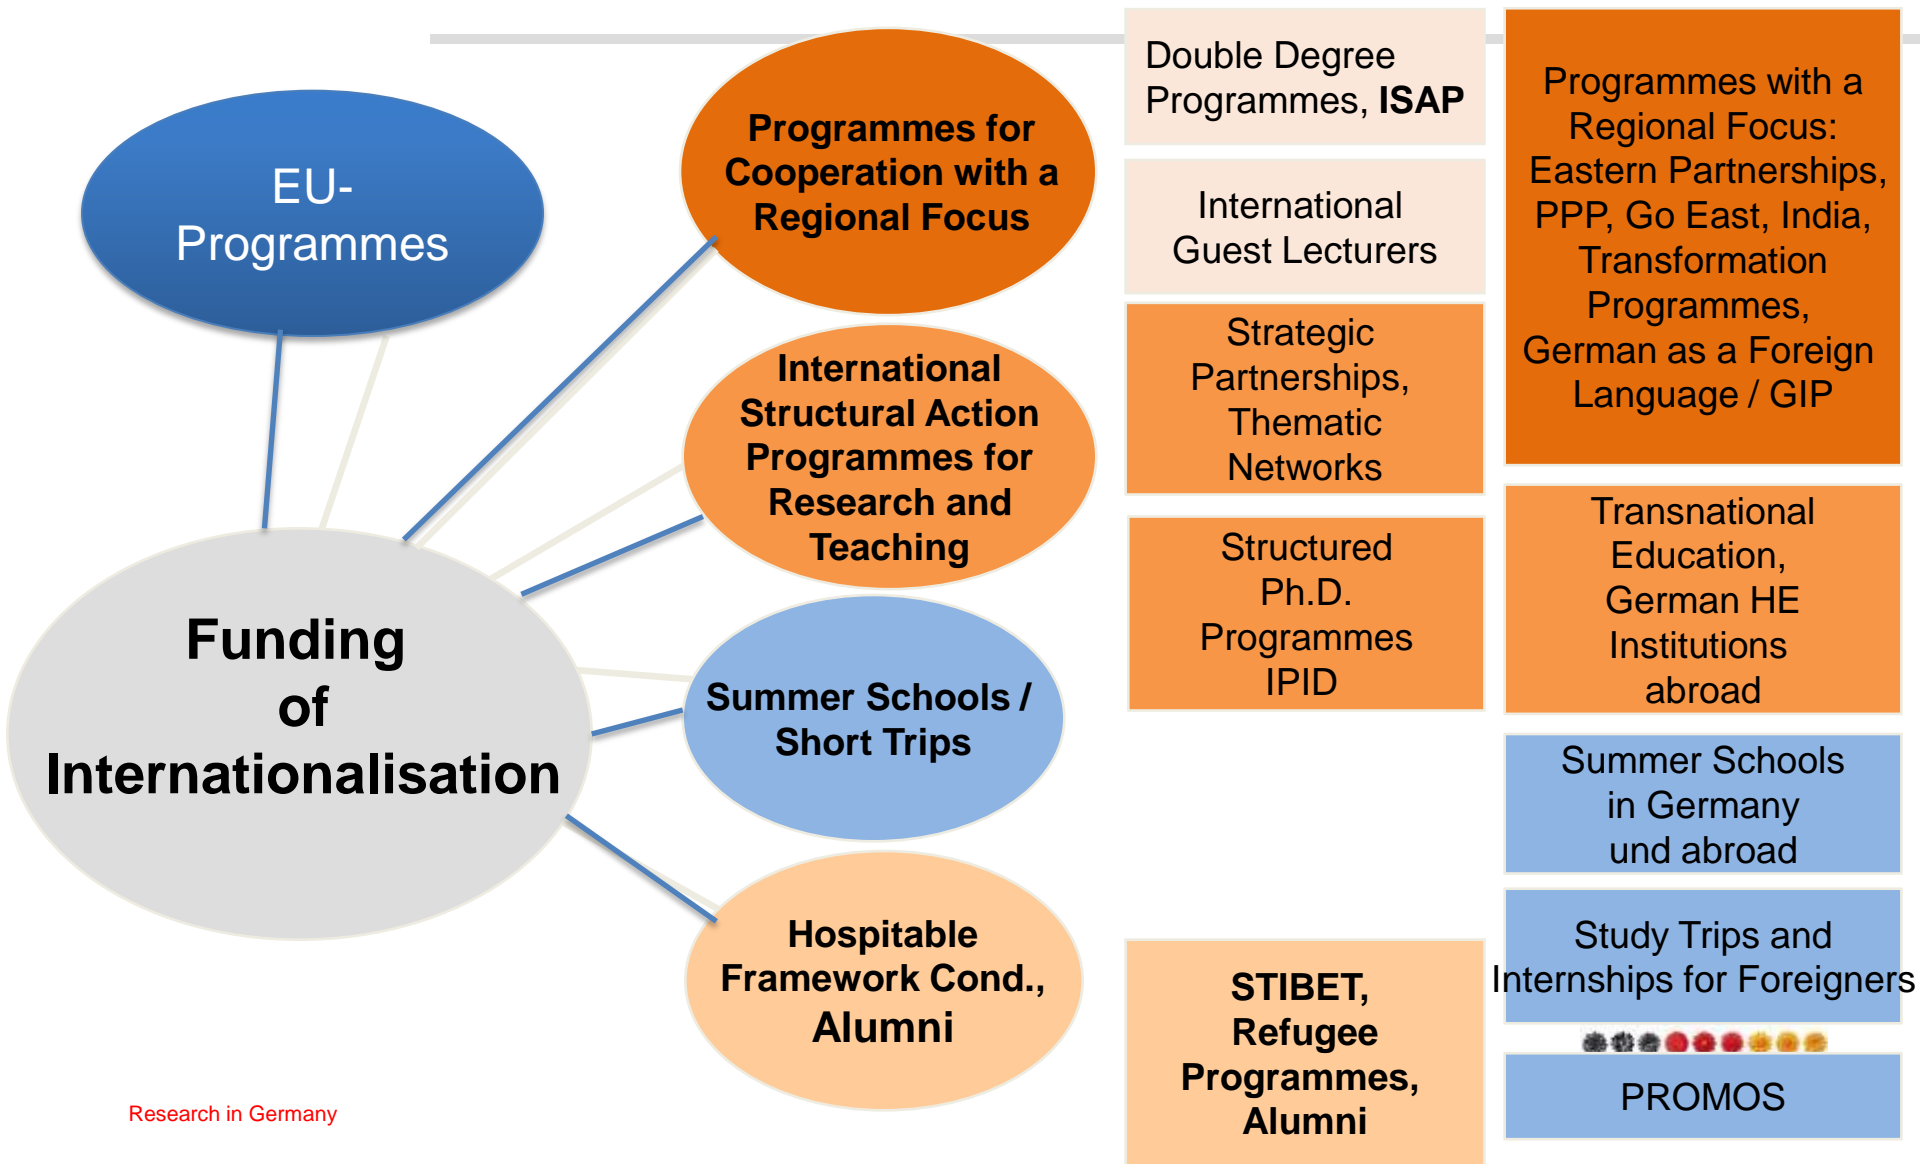 EU-
Programmes
Funding
of
Internationalisation
Programmes for
Cooperation with a
Regional Focus
International
Structural Action
Programmes for
Research and
Teaching
Summer Schools /
Short Trips
Hospitable
Framework Cond.,
Alumni
Double Degree
Programmes, ISAP
International
Guest Lecturers
Strategic
Partnerships,
Thematic
Networks
Structured
Ph.D.
Programmes
IPID
STIBET,
Refugee
Programmes,
Alumni
Programmes with a
Regional Focus:
Eastern Partnerships,
PPP, Go East, India,
Transformation
Programmes,
German as a Foreign
Language / GIP
Transnational
Education,
German HE
Institutions
abroad
Summer Schools
in Germany
und abroad
Study Trips and
Internships for Foreigners
PROMOS
Research in Germany